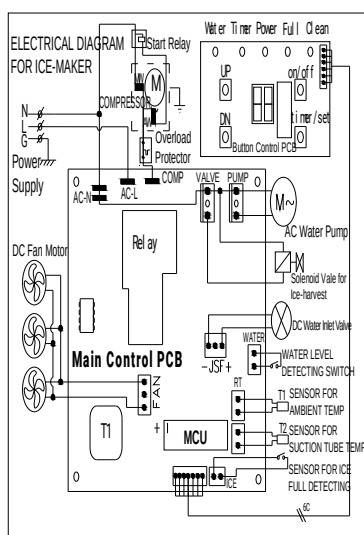 ELECTRICAL DIAGRAM
FOR ICE-MAKER
Start Relay
Water Timer Power Full Clean
UP
on/off
DN
timer/set
Button Control PCB
M
COMPRESSOR
Overload
Protector
N
L
G
Power
Supply
AC-N
AC-L
COMP
VALVE
PUMP
M~
AC Water Pump
Relay
Solenoid Vale for
Ice-harvest
DC Fan Motor
DC Water Inlet Valve
Main Control PCB
-JSF+
WATER
WATER LEVEL
DETECTING SWITCH
FAN
RT
T1 SENSOR FOR
AMBIENT TEMP
T1
+
MCU
T2 SENSOR FOR
SUCTION TUBE TEMP
SENSOR FOR ICE
FULL DETECTING
ICE
6C